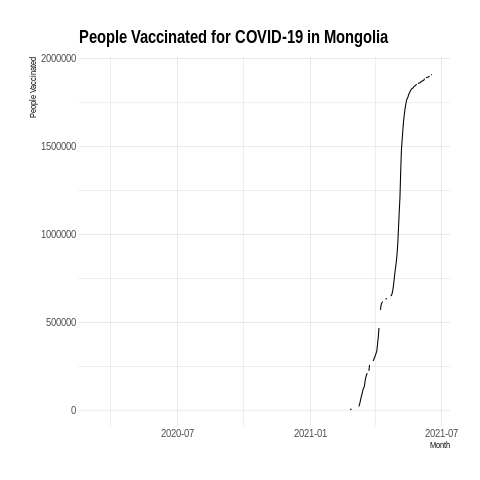 People Vaccinated for COVID-19 in Mongolia
People Vaccinated
2000000
1500000
1000000
500000
0
2020-07
2021-01
2021-07
Month